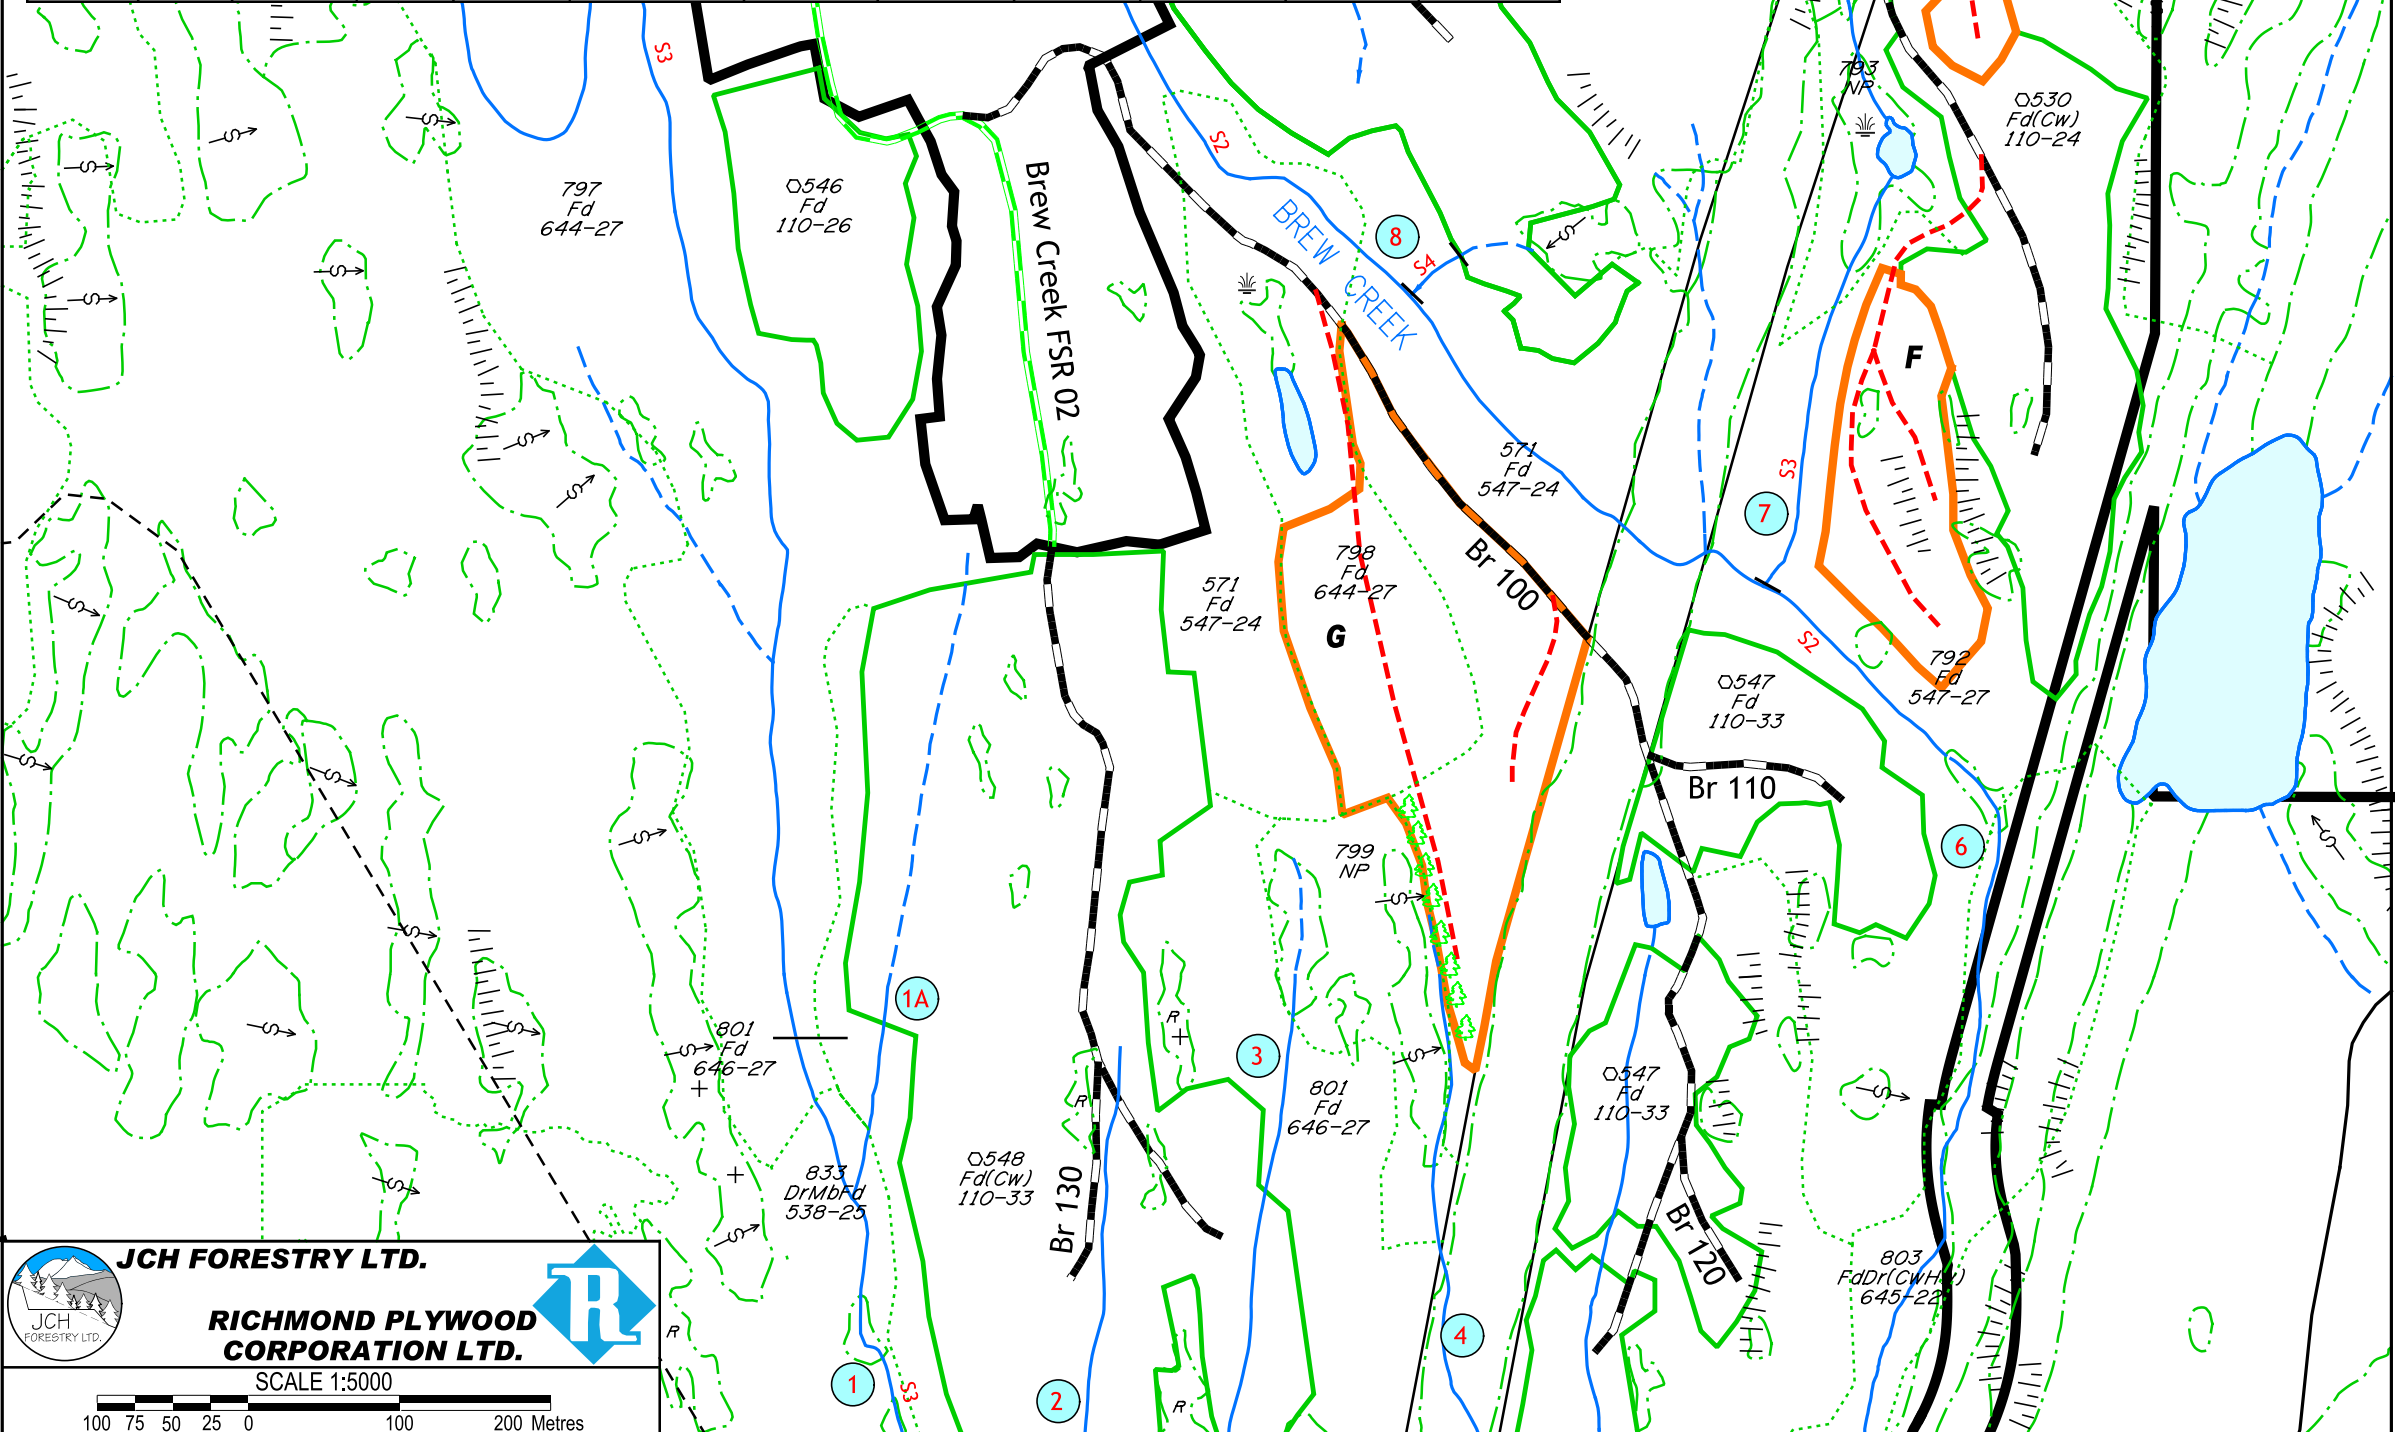 S3
793
NP
530
Fd(Cw)
110-24
S2
797
Fd
644-27
546
Fd
110-26
Brew Creek FSR 02
BREW CREEK
8
S4
S
S
S
S
S
S
S
S
F
571
Fd
547-24
S3
7
798
Fd
644-27
G
Br 100
571
Fd
547-24
S
S2
792
Fd
547-27
547
Fd
110-33
Br 110
S
S
S
S
6
799
NP
S
S
1A
R
S
S
801
Fd
646-27
S
3
S
547
Fd
110-33
801
Fd
646-27
S
R
S
833
DrMbFd
538-25
548
Fd(Cw)
110-33
Br 130
S
Br 120
803
645-22
JCH FORESTRY LTD.
RICHMOND PLYWOOD
CORPORATION LTD.
JCH
FORESTRY LTD.
R
R
4
SCALE 1:5000
1
S3
2
R
100 75 50 25 0 100 200 Metres